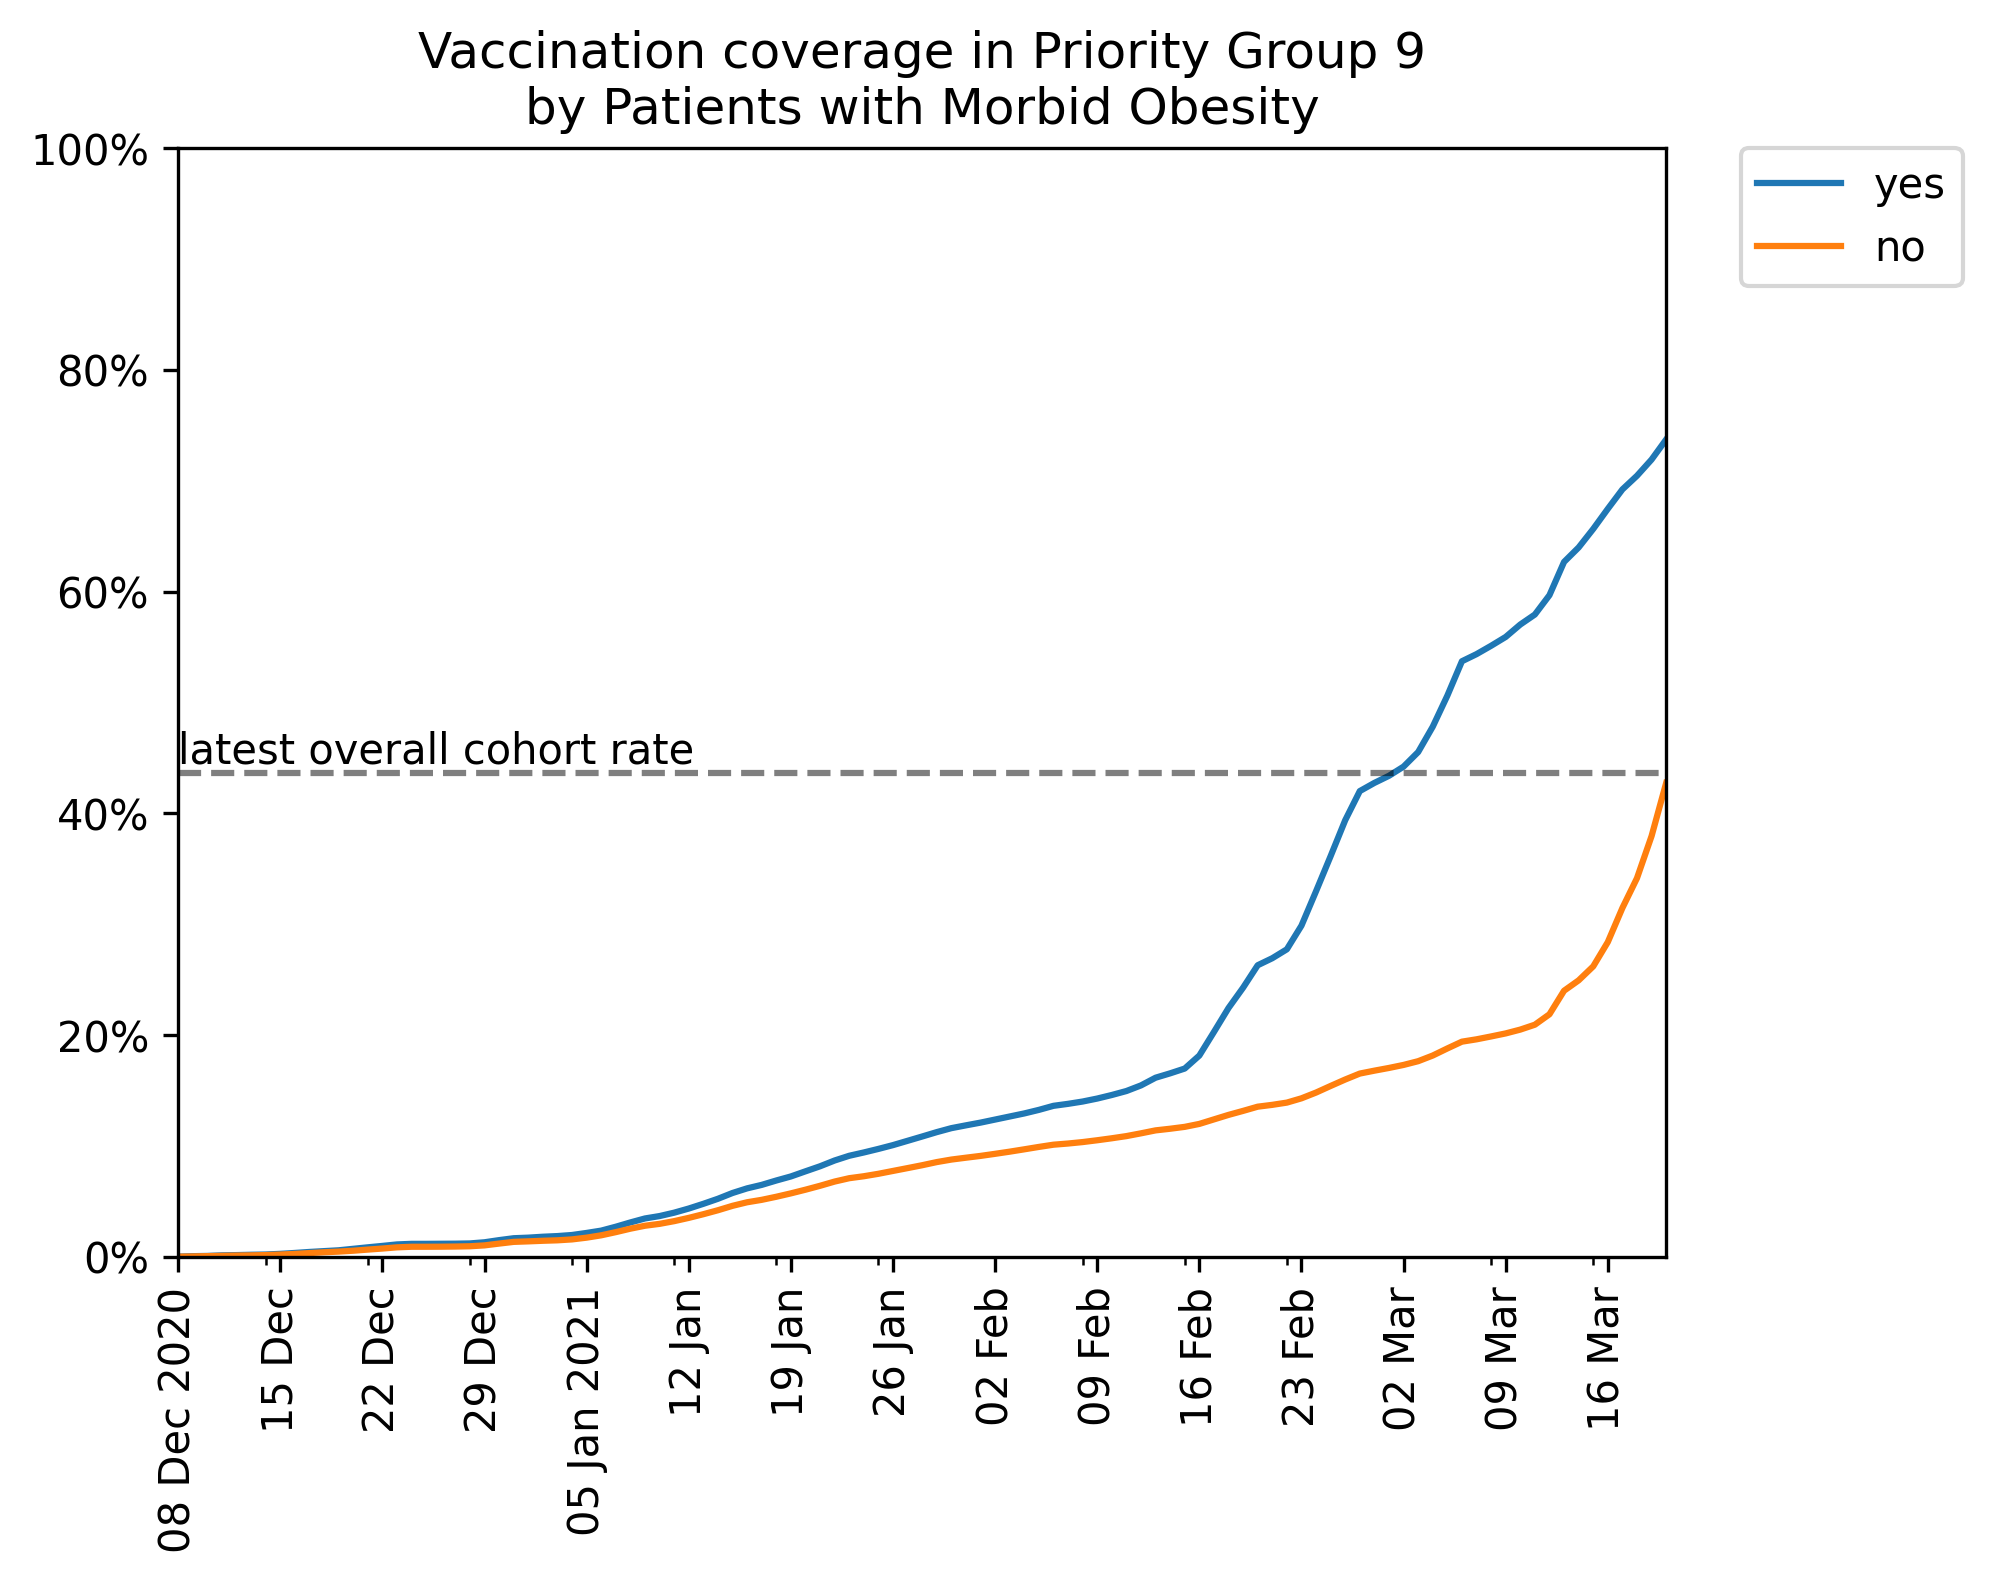 Vaccination coverage in Priority Group 9
by Patients with Morbid Obesity
100%
80%
60%
40%
20%
0%
latest overall cohort rate
yes
no
08 Dec 2020
15 Dec
22 Dec
29 Dec
05 Jan 2021
12 Jan
19 Jan
26 Jan
02 Feb
09 Feb
16 Feb
23 Feb
02 Mar
09 Mar
16 Mar